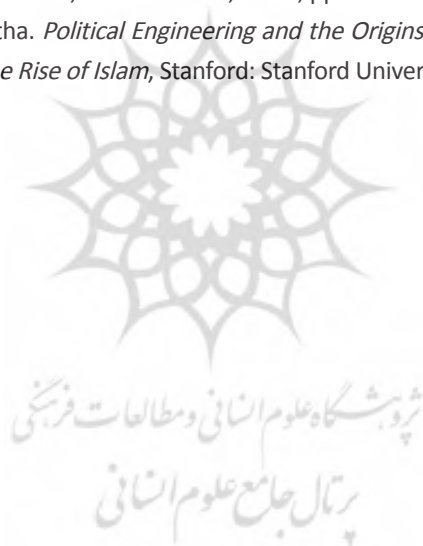 tha. Political Engineering and the Origins
e Rise of Islam, Stanford: Stanford Univer
پژوهشگاه علوم انسانی و مطالعات فرهنگی
پرتال جامع علوم انسانی